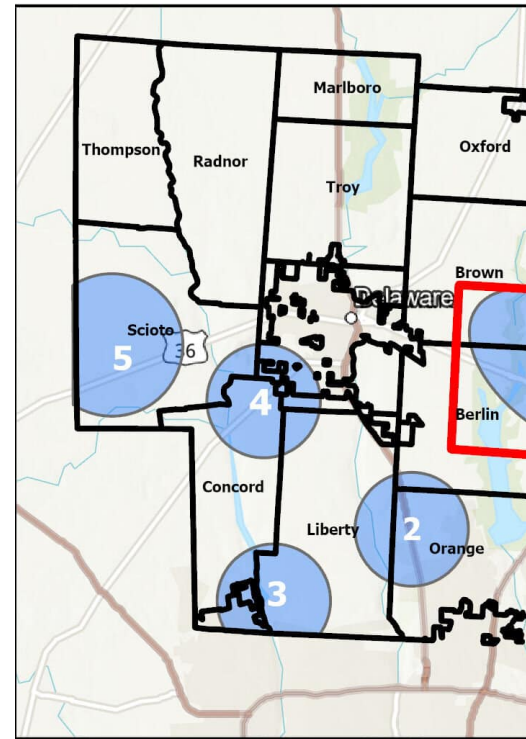 Marlboro
Thompson
Radnor
Oxford
Troy
Brown
Delaware
Scioto
36
5
4
Berlin
Concord
Liberty
2
Orange
3